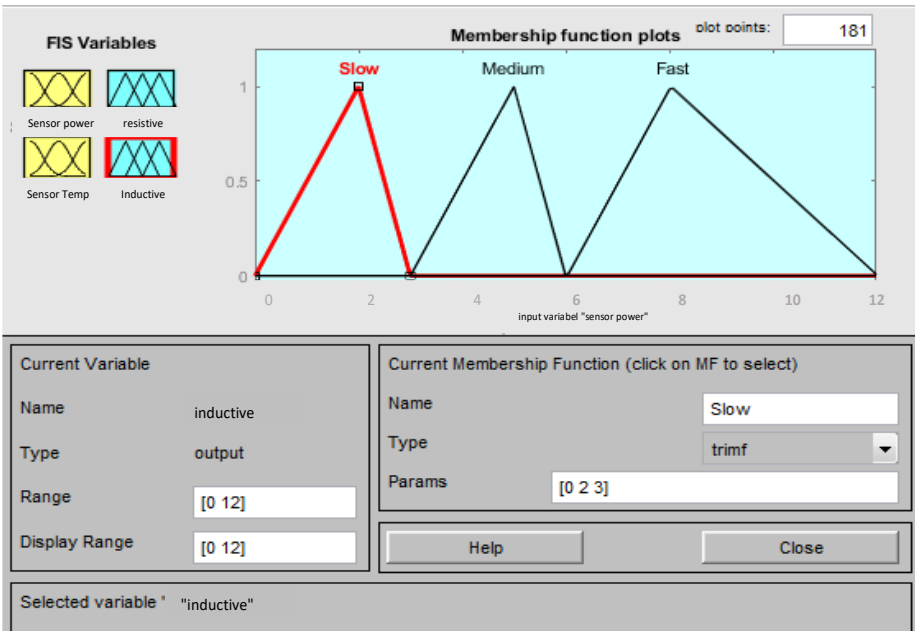 FIS Variables
Membership function plots
plot points:
181
Sensor power
resistive
Sensor Temp
Inductive
Slow
Medium
Fast
1
0.5
0
0
2
4
6
8
10
12
input variabel "sensor power"
Current Variable
Name
inductive
Type
output
Range
[0 12]
Display Range
[0 12]
Current Membership Function (click on MF to select)
Name
Slow
Type
trimf
Params
[0 2 3]
Help
Close
Selected variable " "inductive"